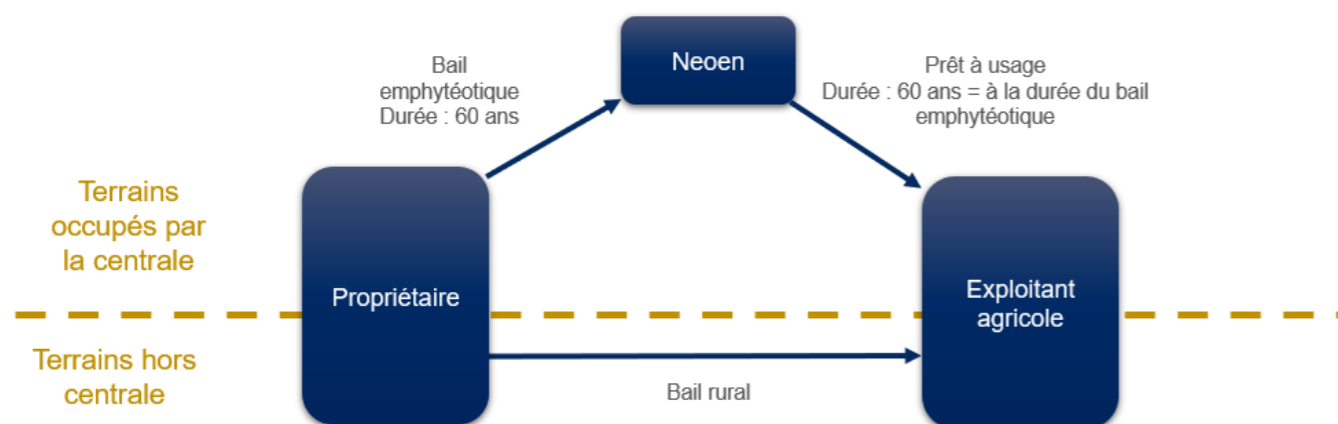 Neoen
Bail
emphytéotique
Durée : 60 ans
Prêt à usage
Durée : 60 ans = à la durée du bail
emphytéotique
Terrains
occupés par
la centrale
Propriétaire
Exploitant
agricole
Terrains hors
centrale
Bail rural